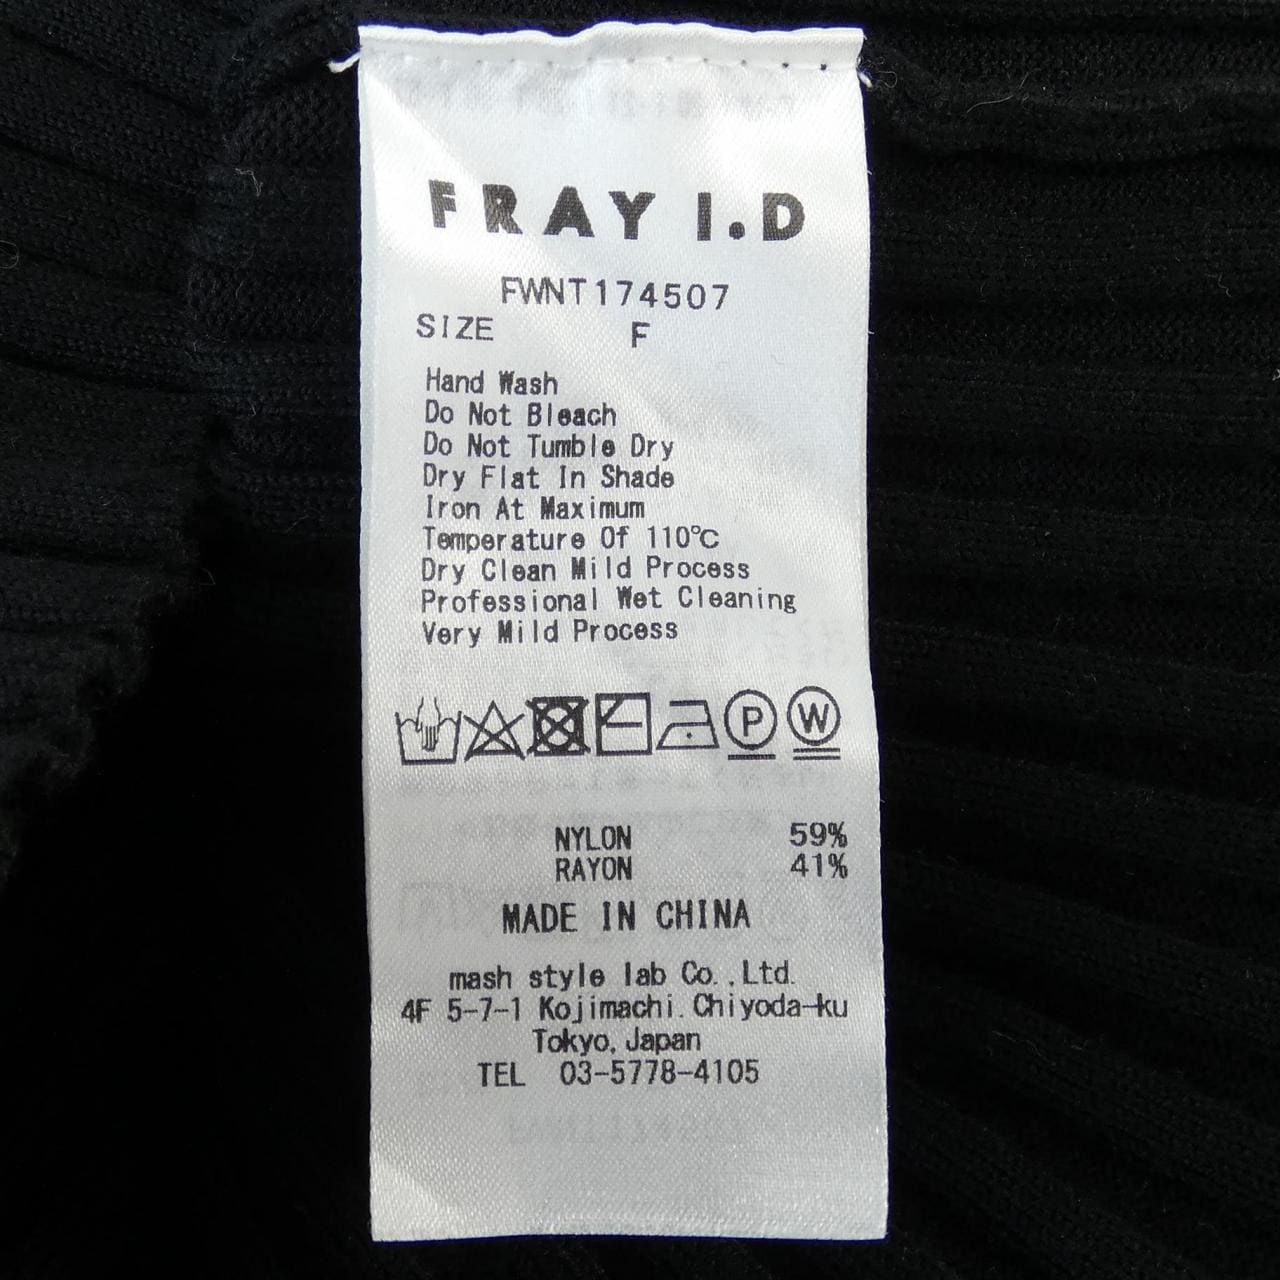 FRAY I.D
FWNT174507
SIZE F
Hand Wash
Do Not Bleach
Do Not Tumble Dry
Dry Flat In Shade
Iron At Maximum
Temperature Of 110℃
Dry Clean Mild Process
Professional Wet Cleaning
Very Mild Process
P W
NYLON 59%
RAYON 41%
MADE IN CHINA
mash style lab Co.,Ltd.
4F 5-7-1 Kojimachi. Chiyoda-ku
Tokyo, Japan
TEL 03-5778-4105